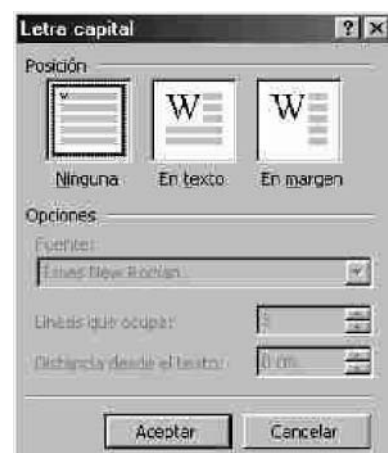 Letra capital
Posición
W W
Ninguna En texto En margen
Opciones
Fuente:
Times New Roman
Líneas que ocupa: 3
Distancia desde el texto: 0 cm
Aceptar Cancelar